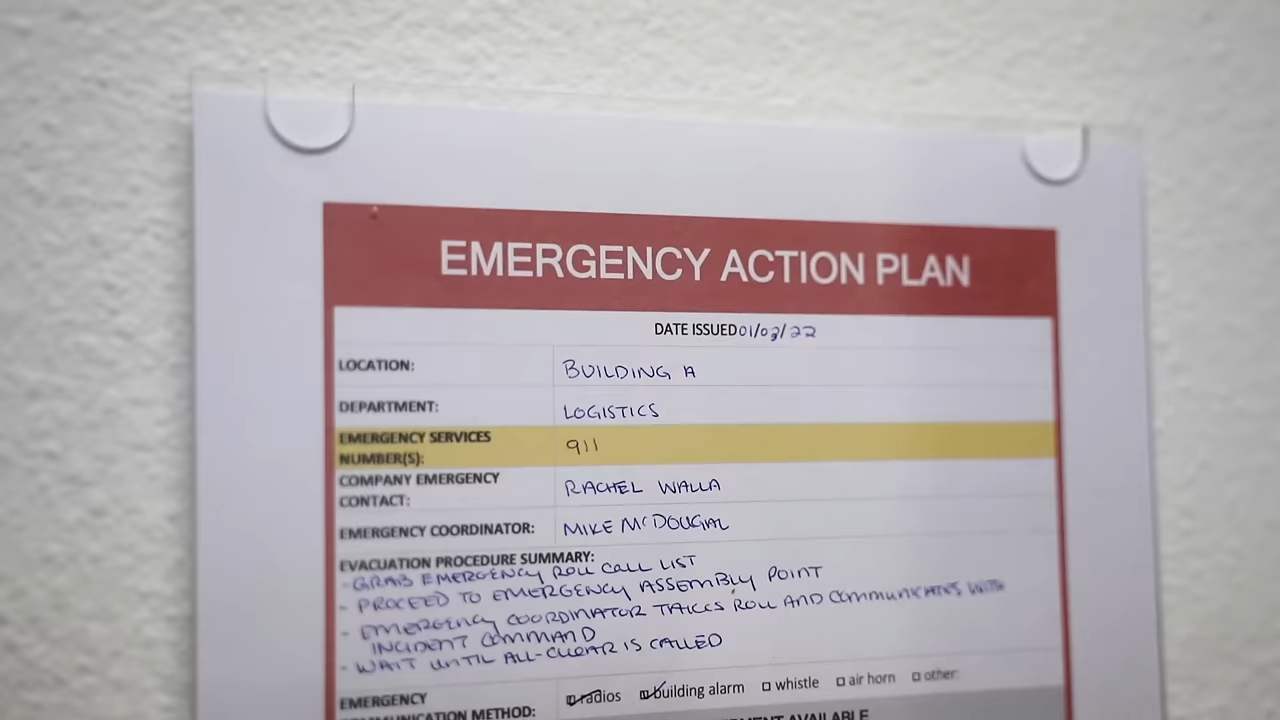 EMERGENCY ACTION PLAN
DATE ISSUED 01/03/22
LOCATION: BUILDING A
DEPARTMENT: LOGISTICS
EMERGENCY SERVICES
NUMBER(S): 911
COMPANY EMERGENCY
CONTACT: RACHEL WALLA
EMERGENCY COORDINATOR: MIKE McDOUGAL
EVACUATION PROCEDURE SUMMARY:
- GRAB EMERGENCY ROLL CALL LIST
- PROCEED TO EMERGENCY ASSEMBLY POINT
- EMERGENCY COORDINATOR TAKES ROLL AND COMMUNICATES WITH
INCIDENT COMMAND
- WAIT UNTIL ALL-CLEAR IS CALLED
EMERGENCY radios building alarm whistle air horn other:
COMMUNICATION METHOD:
AVAILABLE